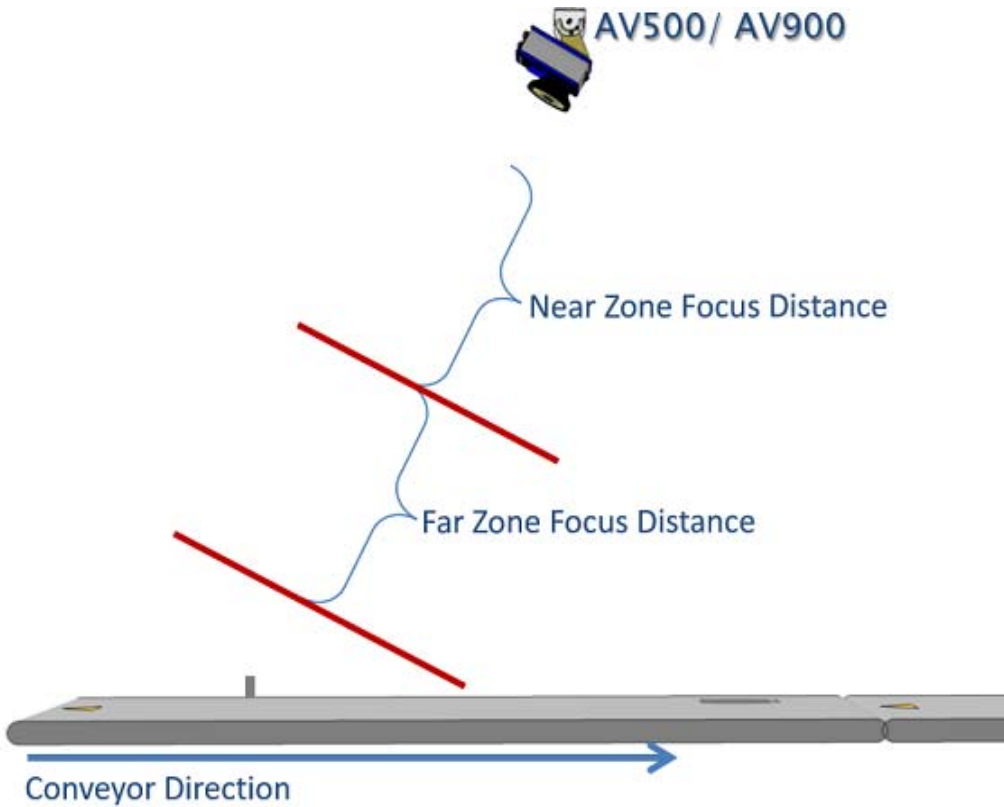 AV500/ AV900
Near Zone Focus Distance
Far Zone Focus Distance
Conveyor Direction